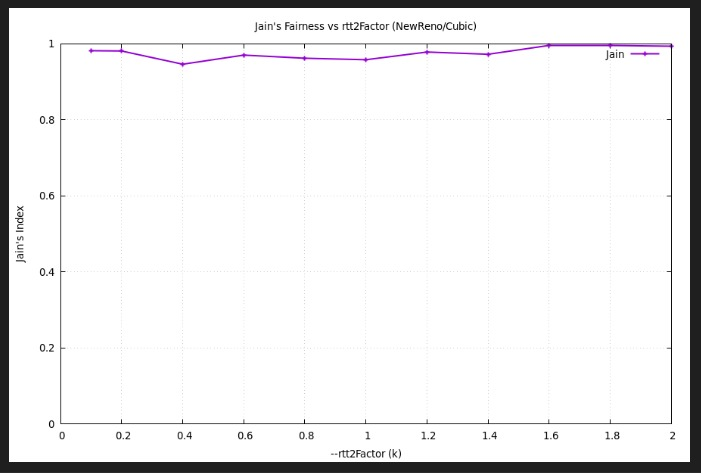 Jain's Fairness vs rtt2Factor (NewReno/Cubic)
Jain
1
0.8
0.6
0.4
0.2
0
Jain's Index
0 0.2 0.4 0.6 0.8 1 1.2 1.4 1.6 1.8 2
--rtt2Factor (k)